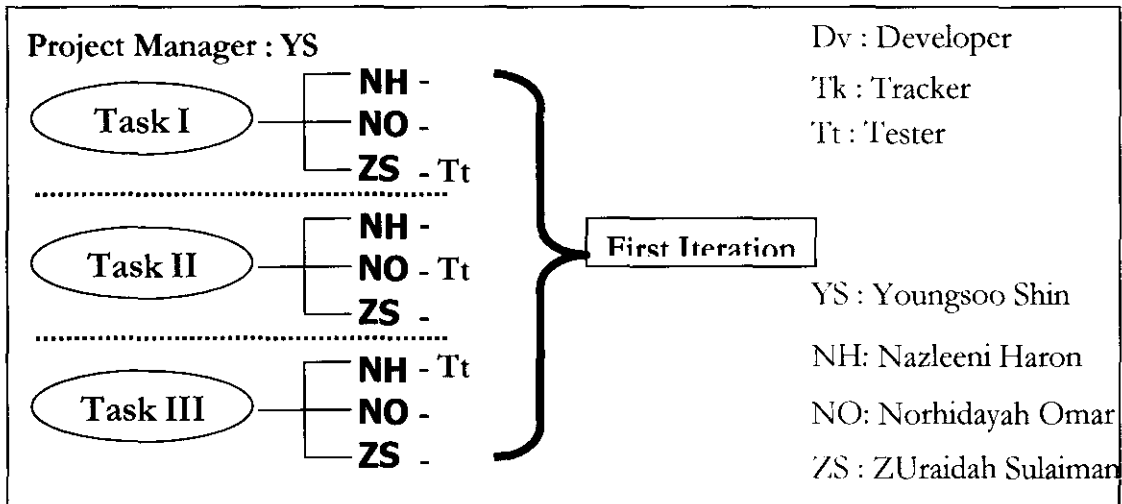 Project Manager : YS
Task I
NH -
NO -
ZS - Tt
Task II
NH -
NO - Tt
ZS -
Task III
NH - Tt
NO -
ZS -
First Iteration
Dv : Developer
Tk : Tracker
Tt : Tester
YS : Youngsoo Shin
NH: Nazleeni Haron
NO: Norhidayah Omar
ZS : ZUraidah Sulaiman